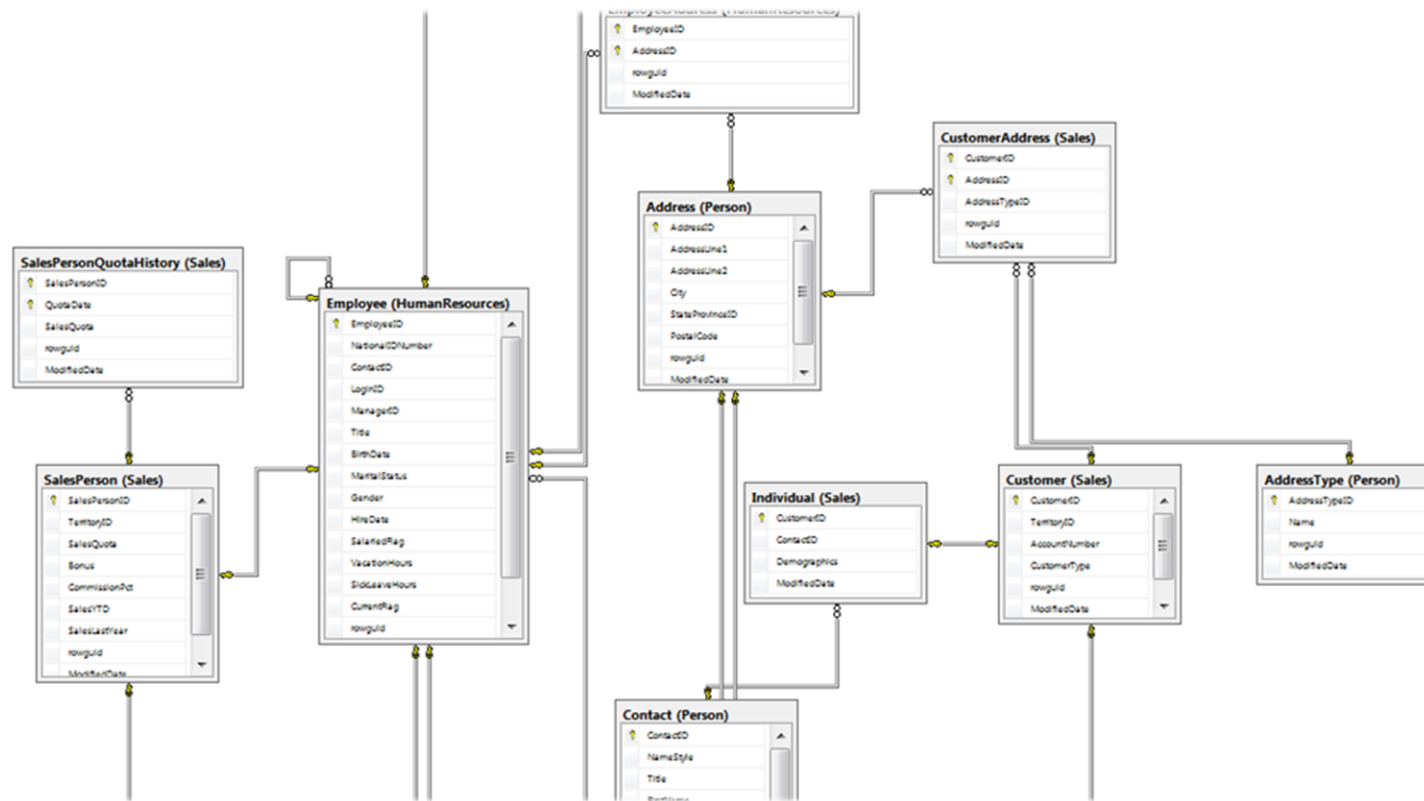 EmployeeAddress (HumanResources)
EmployeeID
AddressID
rowguid
ModifiedDate
CustomerAddress (Sales)
CustomerID
AddressID
AddressTypeID
rowguid
ModifiedDate
Address (Person)
AddressID
AddressLine1
AddressLine2
City
StateProvinceID
PostalCode
rowguid
ModifiedDate
SalesPersonQuotaHistory (Sales)
SalesPersonID
QuotaDate
SalesQuota
rowguid
ModifiedDate
Employee (HumanResources)
EmployeeID
NationalIDNumber
ContactID
LoginID
ManagerID
Title
BirthDate
MaritalStatus
Gender
HireDate
SalariedFlag
VacationHours
SickLeaveHours
CurrentFlag
rowguid
SalesPerson (Sales)
SalesPersonID
TerritoryID
SalesQuota
Bonus
CommissionPct
SalesYTD
SalesLastYear
rowguid
ModifiedDate
Individual (Sales)
CustomerID
ContactID
Demographics
ModifiedDate
Customer (Sales)
CustomerID
TerritoryID
AccountNumber
CustomerType
rowguid
ModifiedDate
AddressType (Person)
AddressTypeID
Name
rowguid
ModifiedDate
Contact (Person)
ContactID
NameStyle
Title
FirstName